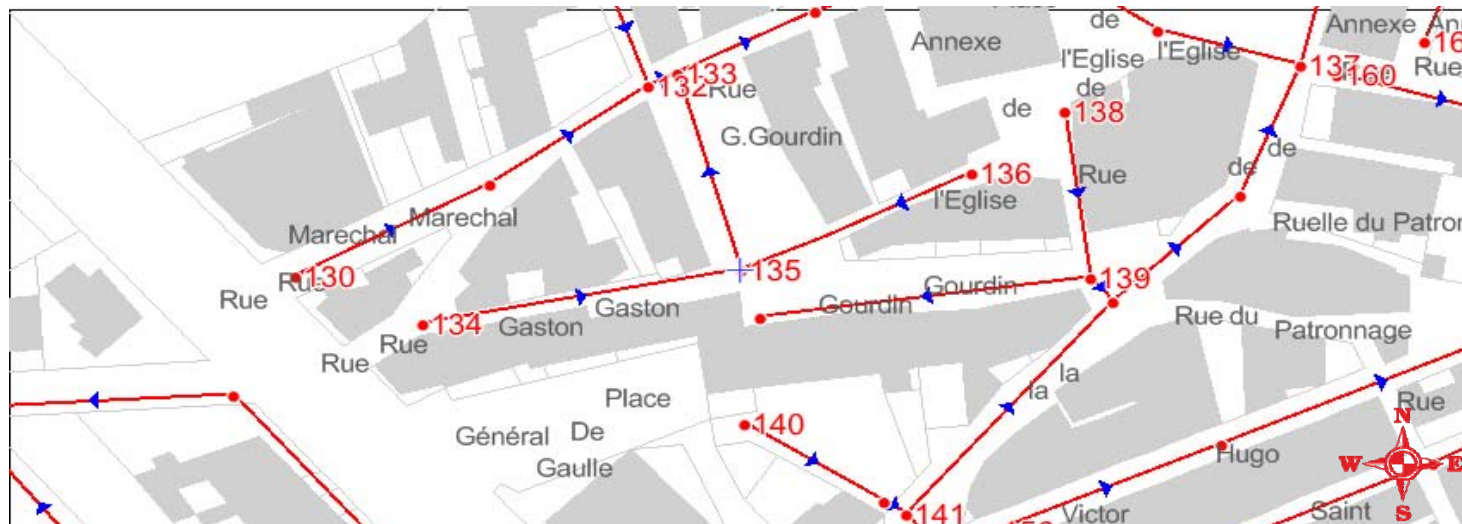 de
Annexe
l'Eglise
Annexe
l'Eglise
137
160
Rue
133
132
Rue
de
138
G.Gourdin
de
de
de
136
Rue
l'Eglise
Marechal
Marechal
Ruelle du Patron
130
Rue
Rue
135
139
Gourdin
Gourdin
Gaston
Gaston
134
Rue
Rue
Rue du
Patronnage
la
la
Place
Général De
Gaulle
140
Rue
N
W E
S
Hugo
141
Victor
Saint